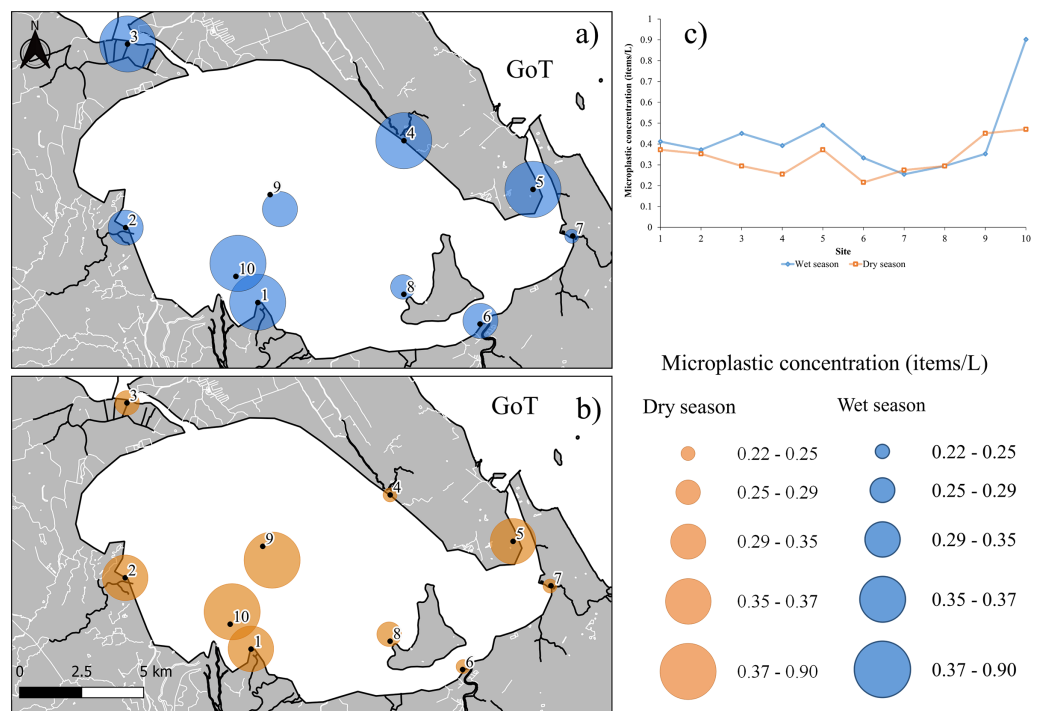 N
3
a)
GoT
4
5
9
2
7
10
8
1
6
3
b)
GoT
4
5
9
2
7
10
8
1
6
0 2.5 5 km
c)
Microplastic concrentration (items/L)
1
0.9
0.8
0.7
0.6
0.5
0.4
0.3
0.2
0.1
0
1 2 3 4 5 6 7 8 9 10
Site
Wet season Dry season
Microplastic concentration (items/L)
Dry season Wet season
0.22 - 0.25 0.22 - 0.25
0.25 - 0.29 0.25 - 0.29
0.29 - 0.35 0.29 - 0.35
0.35 - 0.37 0.35 - 0.37
0.37 - 0.90 0.37 - 0.90